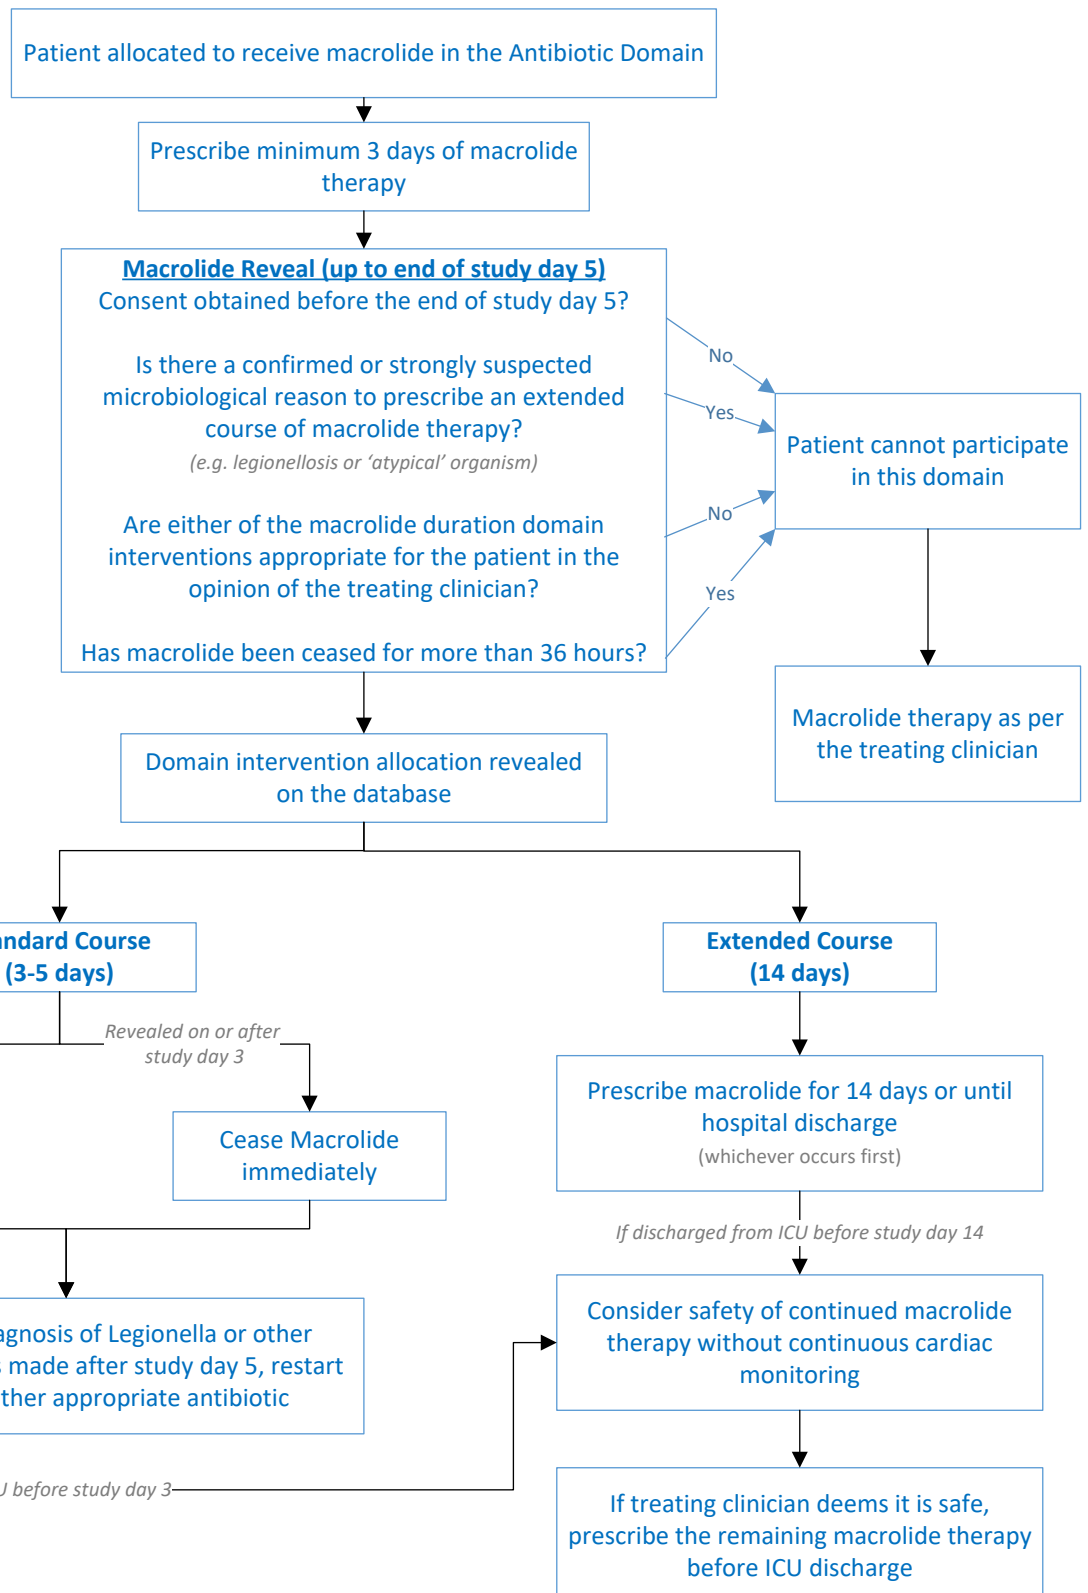 Patient allocated to receive macrolide in the Antibiotic Domain
Prescribe minimum 3 days of macrolide
therapy
Macrolide Reveal (up to end of study day 5)
Consent obtained before the end of study day 5?
Is there a confirmed or strongly suspected
microbiological reason to prescribe an extended
course of macrolide therapy?
(e.g. legionellosis or ‘atypical’ organism)
Are either of the macrolide duration domain
interventions appropriate for the patient in the
opinion of the treating clinician?
Has macrolide been ceased for more than 36 hours?
No
Yes
No
Yes
Patient cannot participate
in this domain
Macrolide therapy as per
the treating clinician
Domain intervention allocation revealed
on the database
Course
(3-5 days)
Revealed on or after
study day 3
Cease Macrolide
immediately
of Legionella or other
made after study day 5, restart
appropriate antibiotic
before study day 3
Extended Course
(14 days)
Prescribe macrolide for 14 days or until
hospital discharge
(whichever occurs first)
If discharged from ICU before study day 14
Consider safety of continued macrolide
therapy without continuous cardiac
monitoring
If treating clinician deems it is safe,
prescribe the remaining macrolide therapy
before ICU discharge